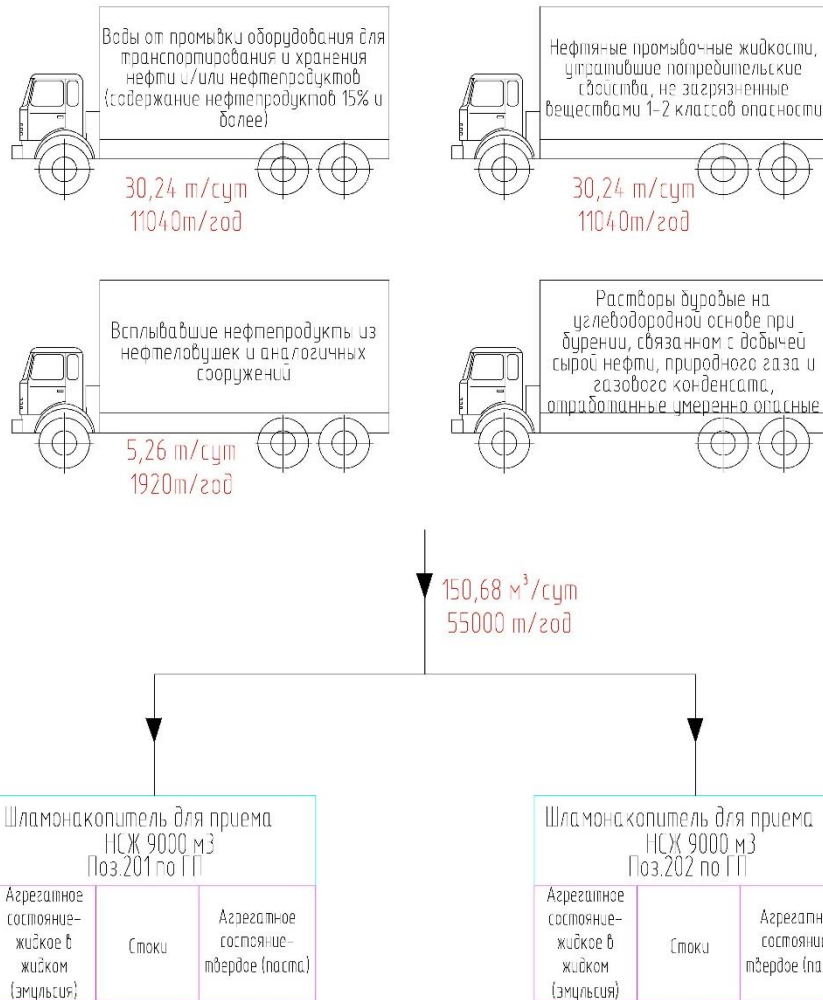 Воды от промывки оборудования для
транспортирования и хранения
нефти и/или нефтепродуктов
(содержание нефтепродуктов 15% и
более)
30,24 т/сут
11040т/год
Нефтяные промывочные жидкости,
утратившие потребительские
свойства, не загрязненные
веществами 1-2 классов опасности
30,24 т/сут
11040т/год
Всплывавшие нефтепродукты из
нефтеловушек и аналогичных
сооружений
5,26 т/сут
1920т/год
Растворы буровые на
углеводородной основе при
бурении, связанном с добычей
сырой нефти, природного газа и
газового конденсата,
отработанные умеренно опасные
150,68 м³/сут
55000 т/год
Шламонакопитель для приема
НСЖ 9000 м3
Поз.201 по ГП
Агрегатное
состояние-
жидкое в
жидком
(эмульсия)
Стоки
Агрегатное
состояние-
твердое (паста)
Шламонакопитель для приема
НСЖ 9000 м3
Поз.202 по ГП
Агрегатное
состояние-
жидкое в
жидком
(эмульсия)
Стоки